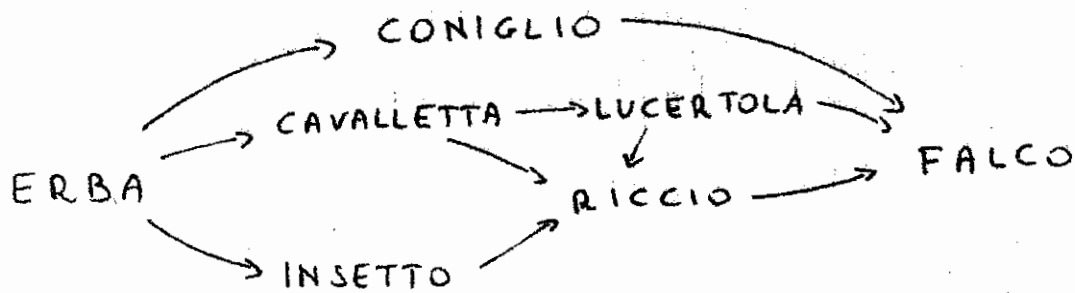 CONIGLIO
CAVALLETTA
LUCERTOLA
FALCO
ERBA
RICCIO
INSETTO